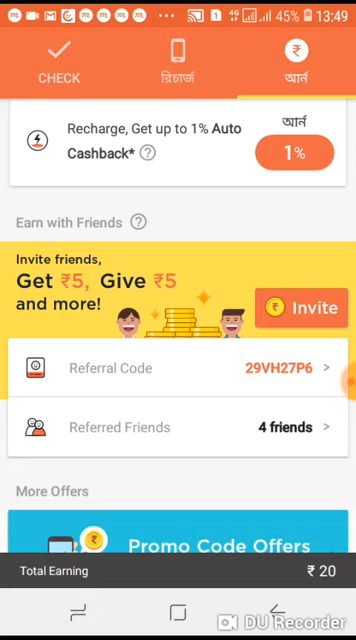 45% 13:49
CHECK
রিচার্জ
আর্ন
Recharge, Get up to 1% Auto
Cashback*
আর্ন
1%
Earn with Friends
Invite friends,
Get ₹5, Give ₹5
and more!
Invite
Referral Code 29VH27P6 >
Referred Friends 4 friends >
More Offers
Promo Code Offers
Total Earning ₹ 20
DU Recorder